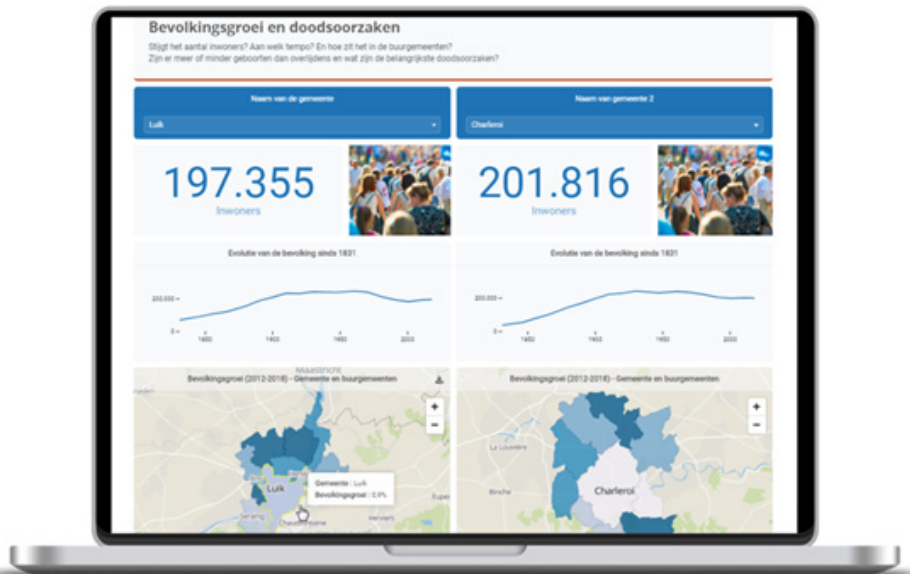 Bevolkingsgroei en doodsoorzaken
Stijgt het aantal inwoners? Aan welk tempo? En hoe zit het in de buurgemeenten?
Zijn er meer of minder geboorten dan overlijdens en wat zijn de belangrijkste doodsoorzaken?
Naam van de gemeente
Naam van gemeente 2
Luik
Charleroi
197.355
Inwoners
201.816
Inwoners
Evolutie van de bevolking sinds 1831
Evolutie van de bevolking sinds 1831
200.000
0
1850
1900
1950
2000
200.000
0
1850
1900
1950
2000
Bevolkingsgroei (2012-2018) - Gemeente en buurgemeenten
Bevolkingsgroei (2012-2018) - Gemeente en buurgemeenten
Maastricht
+
−
+
−
La Louvière
Binche
Charleroi
Luik
Gemeente : Luik
Bevolkingsgroei : 0,9%
Seraing
Chaudfontaine
Verviers
Eupen